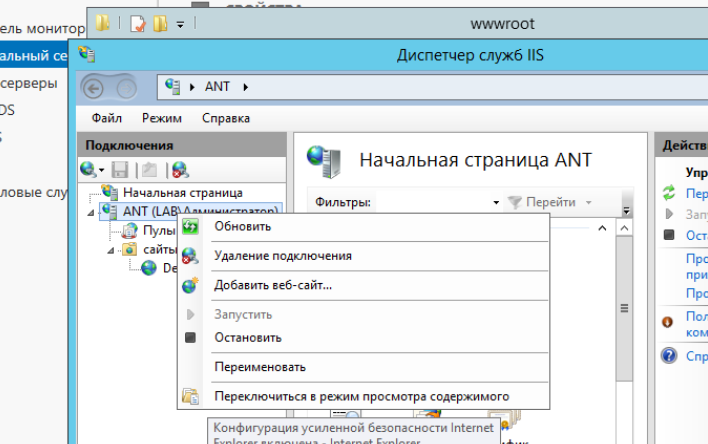 СВОЙСТВА
ель монитор
wwwroot
альный се
Диспетчер служб IIS
серверы
ANT
DS
Файл Режим Справка
Подключения
Действ
Начальная страница ANT
Упр
Пер
ловые слу
Начальная страница
Фильтры:
Перейти
ANT (LAB\Администратор)
Запу
Пулы
Обновить
Оста
сайты
Удаление подключения
Про
при
De
Добавить веб-сайт...
Про
Запустить
Пол
ком
Остановить
Спр
Переименовать
Переключиться в режим просмотра содержимого
Конфигурация усиленной безопасности Internet
Explorer включена - Internet Explorer